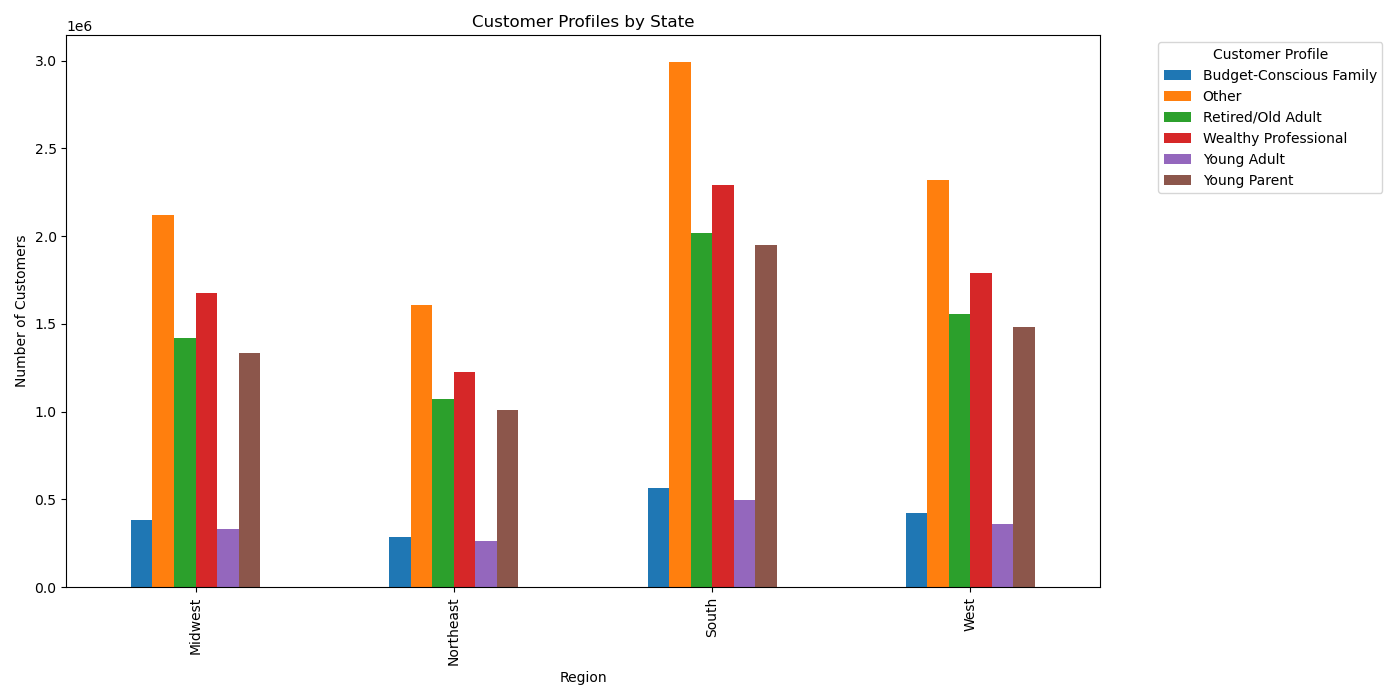 Customer Profiles by State
1e6
3.0
2.5
2.0
1.5
1.0
0.5
0.0
Number of Customers
Midwest
Northeast
South
West
Region
Customer Profile
Budget-Conscious Family
Other
Retired/Old Adult
Wealthy Professional
Young Adult
Young Parent